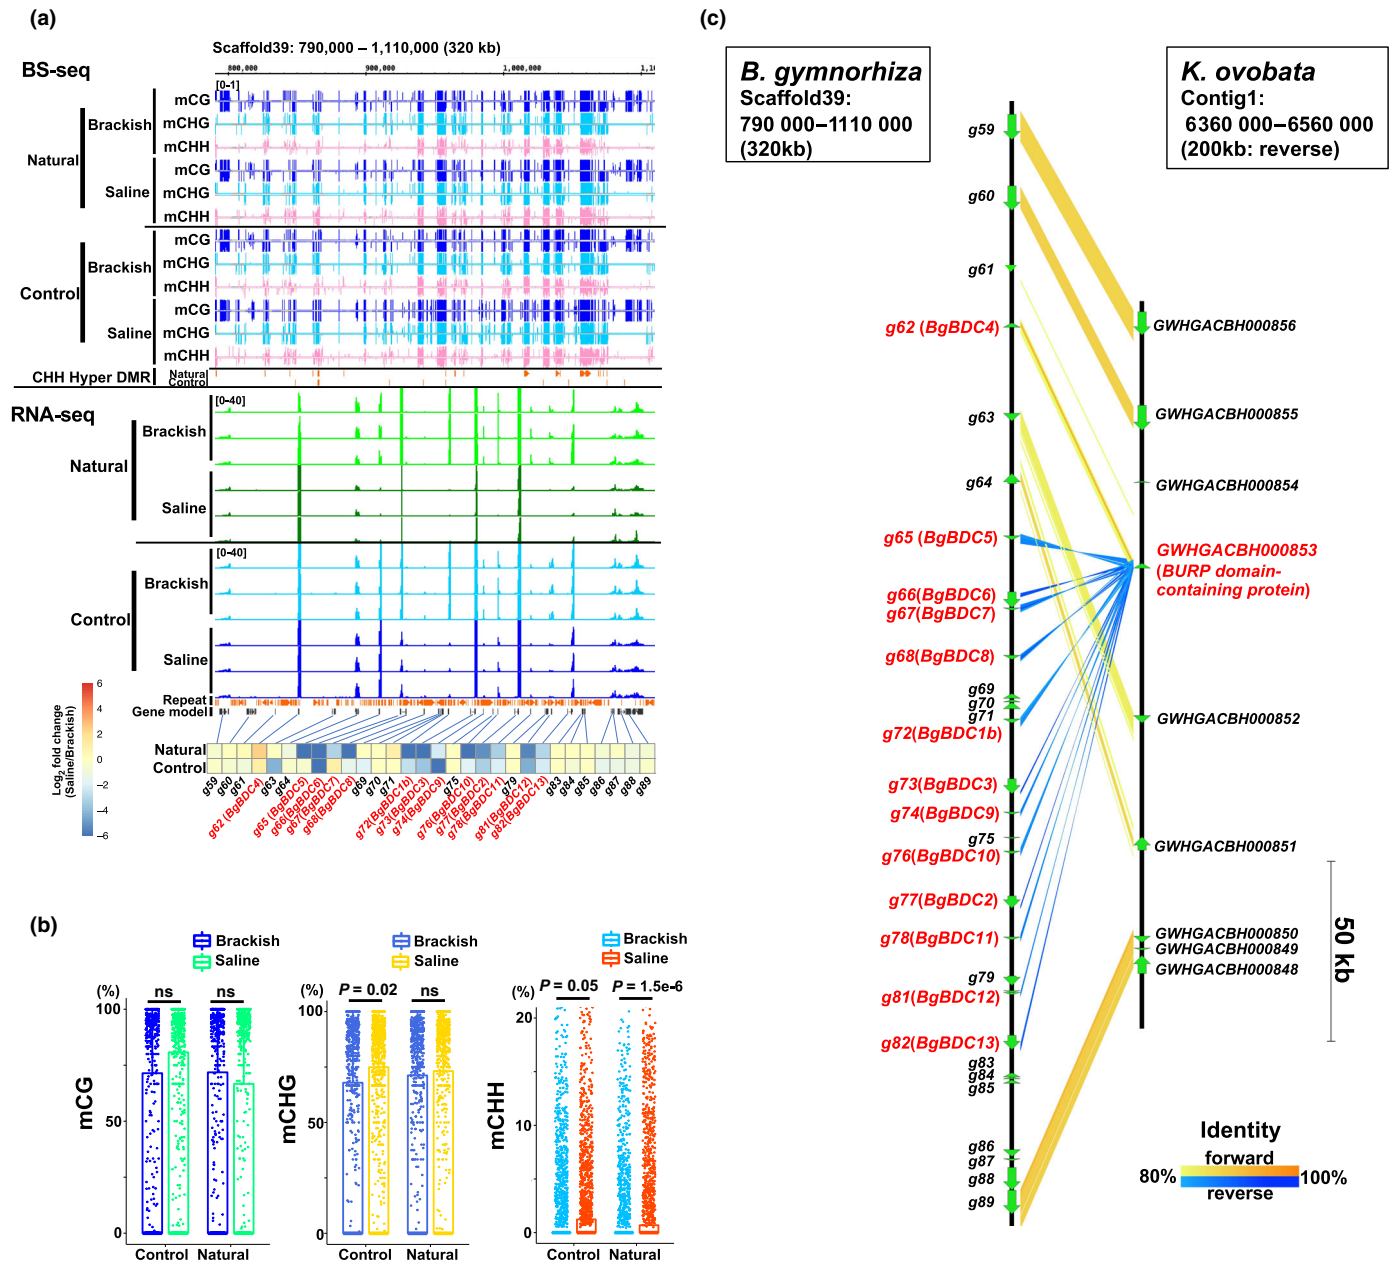 (a)
Scaffold39: 790,000 – 1,110,000 (320 kb)
BS-seq
800,000
900,000
1,000,000
1,10
[0-1]
Natural
Brackish
mCG
mCHG
mCHH
Saline
mCG
mCHG
mCHH
Control
Brackish
mCG
mCHG
mCHH
Saline
mCG
mCHG
mCHH
CHH Hyper DMR
Natural
Control
RNA-seq
[0-40]
Natural
Brackish
Saline
[0-40]
Control
Brackish
Saline
Repeat
Gene model
Log2 fold change
(Saline/Brackish)
6
4
2
0
–2
–4
–6
Natural
Control
g59
g60
g61
g62 (BgBDC4)
g63
g64
g65 (BgBDC5)
g66(BgBDC6)
g67(BgBDC7)
g68(BgBDC8)
g69
g70
g71
g72(BgBDC1b)
g73(BgBDC3)
g74(BgBDC9)
g75
g76(BgBDC10)
g77(BgBDC2)
g78(BgBDC11)
g79
g81(BgBDC12)
g82(BgBDC13)
g83
g84
g85
g86
g87
g88
g89
(b)
Brackish
Saline
(%)
ns
ns
100
50
0
mCG
Control
Natural
Brackish
Saline
(%)
P = 0.02
ns
100
50
0
mCHG
Control
Natural
Brackish
Saline
(%)
P = 0.05
P = 1.5e-6
20
10
0
mCHH
Control
Natural
(c)
B. gymnorhiza
Scaffold39:
790 000–1110 000
(320kb)
K. ovobata
Contig1:
6360 000–6560 000
(200kb: reverse)
g59
g60
g61
g62 (BgBDC4)
g63
g64
g65 (BgBDC5)
g66(BgBDC6)
g67(BgBDC7)
g68(BgBDC8)
g69
g70
g71
g72(BgBDC1b)
g73(BgBDC3)
g74(BgBDC9)
g75
g76(BgBDC10)
g77(BgBDC2)
g78(BgBDC11)
g79
g81(BgBDC12)
g82(BgBDC13)
g83
g84
g85
g86
g87
g88
g89
GWHGACBH000856
GWHGACBH000855
GWHGACBH000854
GWHGACBH000853
(BURP domain-
containing protein)
GWHGACBH000852
GWHGACBH000851
GWHGACBH000850
GWHGACBH000849
GWHGACBH000848
50 kb
Identity
forward
80%
100%
reverse